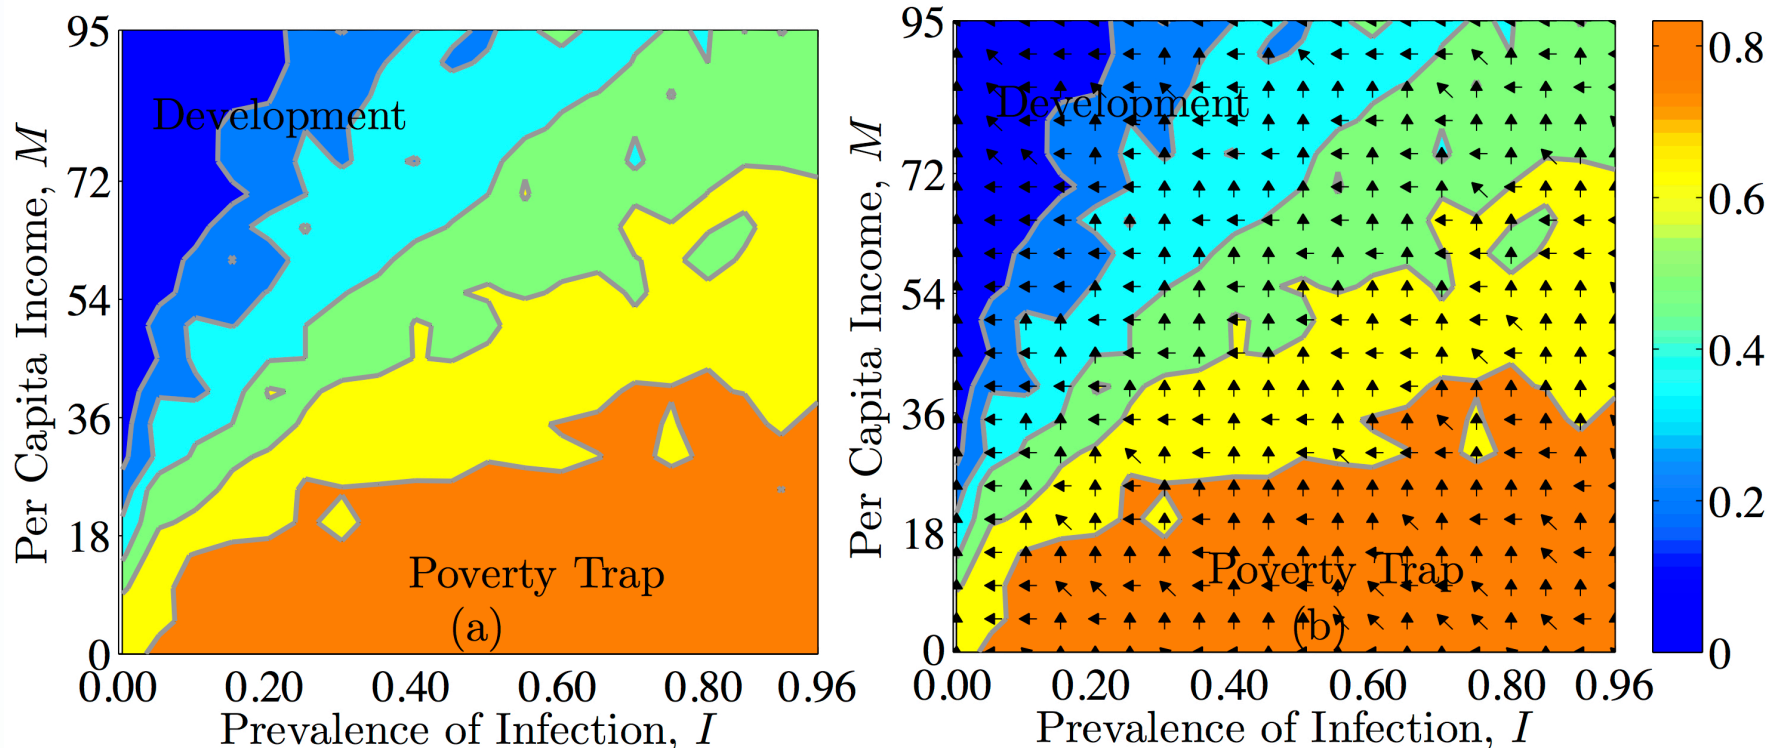 95
72
54
36
18
0
Per Capita Income, M
Development
Poverty Trap
(a)
0.00 0.20 0.40 0.60 0.80 0.96
Prevalence of Infection, I
95
72
54
36
18
0
Per Capita Income, M
Development
Poverty Trap
(b)
0.00 0.20 0.40 0.60 0.80 0.96
Prevalence of Infection, I
0.8
0.6
0.4
0.2
0